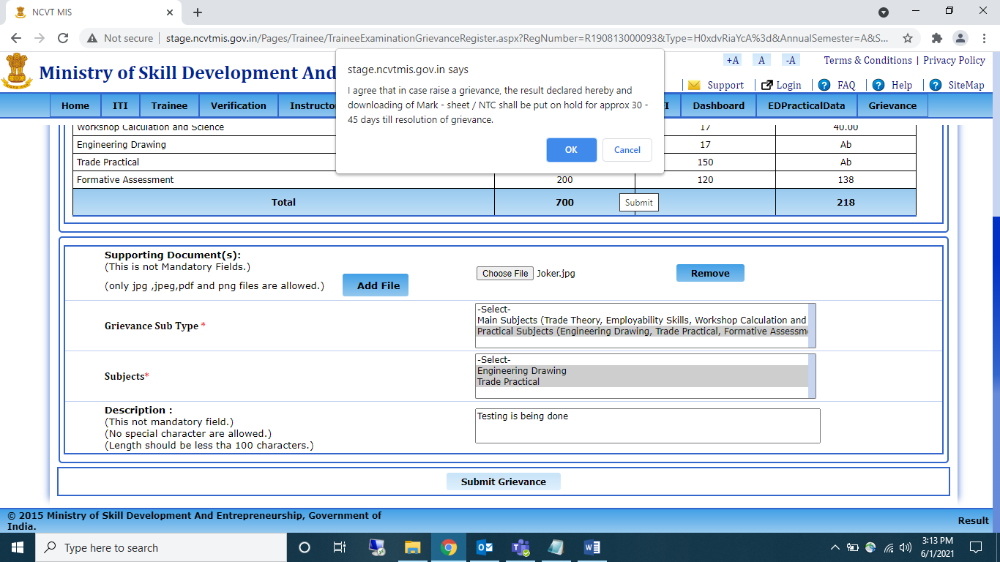 NCVT MIS
Not secure | stage.ncvtmis.gov.in/Pages/Trainee/TraineeExaminationGrievanceRegister.aspx?RegNumber=R190813000093&Type=H0xdvRiaYcA%3d&AnnualSemester=A&S...
+A A -A Terms & Conditions | Privacy Policy
Ministry of Skill Development And
Support Login FAQ Help SiteMap
Home ITI Trainee Verification Instructo I Dashboard EDPracticalData Grievance
stage.ncvtmis.gov.in says
I agree that in case raise a grievance, the result declared hereby and
downloading of Mark - sheet / NTC shall be put on hold for approx 30 -
45 days till resolution of grievance.
OK Cancel
Workshop Calculation and Science 17 40.00
Engineering Drawing 17 Ab
Trade Practical 150 Ab
Formative Assessment 200 120 138
Total 700 218
Submit
Supporting Document(s):
(This is not Mandatory Fields.)
(only jpg ,jpeg,pdf and png files are allowed.) Add File
Choose File Joker.jpg Remove
Grievance Sub Type *
-Select-
Main Subjects (Trade Theory, Employability Skills, Workshop Calculation and
Practical Subjects (Engineering Drawing, Trade Practical, Formative Assessm
Subjects*
-Select-
Engineering Drawing
Trade Practical
Description :
(This not mandatory field.)
(No special character are allowed.)
(Length should be less tha 100 characters.)
Testing is being done
Submit Grievance
© 2015 Ministry of Skill Development And Entrepreneurship, Government of
India.
Result
Type here to search
3:13 PM
6/1/2021